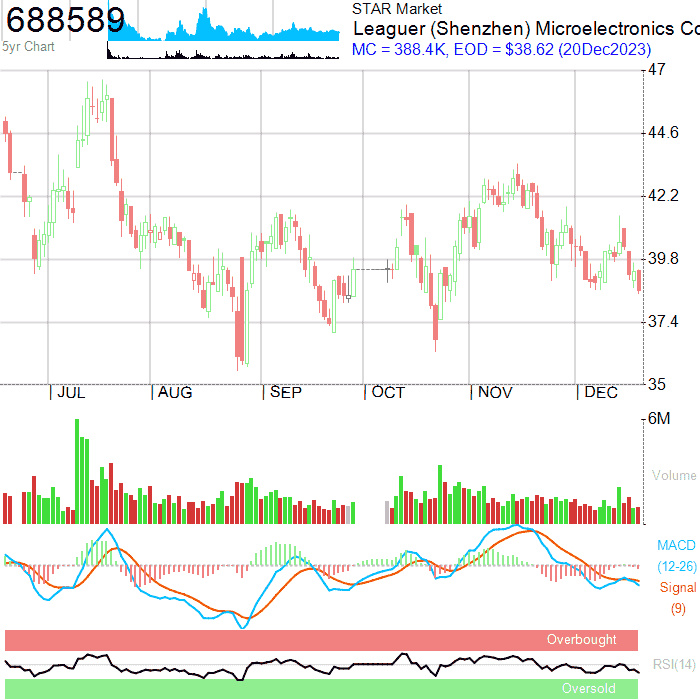 688589
5yr Chart
STAR Market
Leaguer (Shenzhen) Microelectronics Co
MC = 388.4K, EOD = $38.62 (20Dec2023)
47
44.6
42.2
39.8
37.4
35
JUL AUG SEP OCT NOV DEC
6M
Volume
MACD
(12-26)
Signal
(9)
Overbought
RSI(14)
Oversold